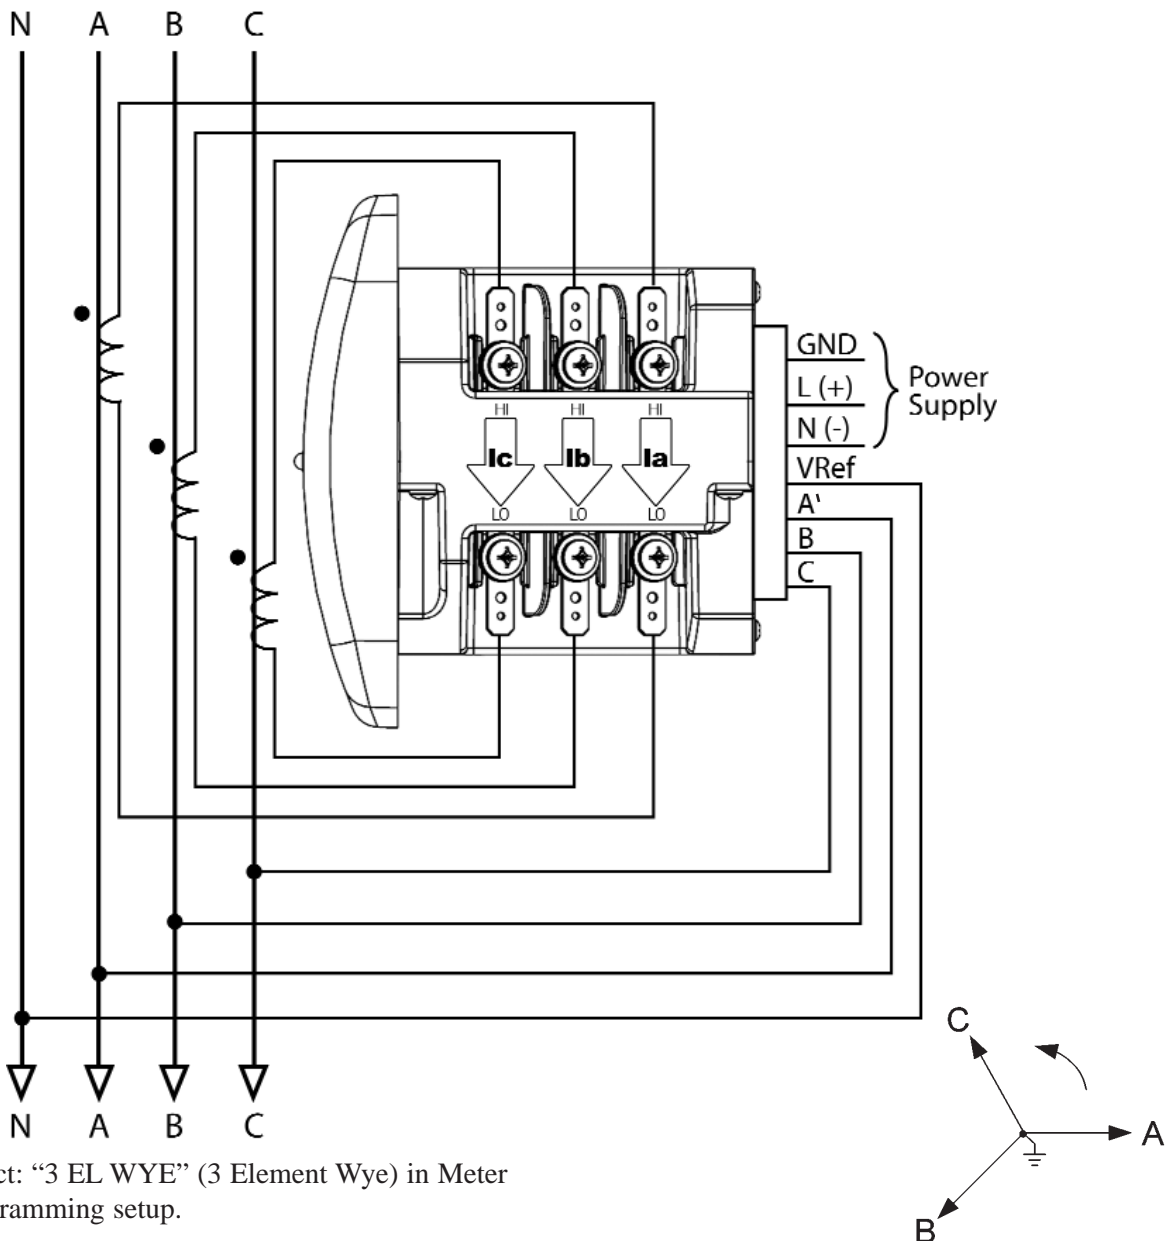 N A B C
GND
L (+)
N (-)
Power
Supply
VRef
A'
B
C
HI HI HI
Ic Ib Ia
LO LO LO
C
A
B
N A B C
ct: “3 EL WYE” (3 Element Wye) in Meter
ramming setup.